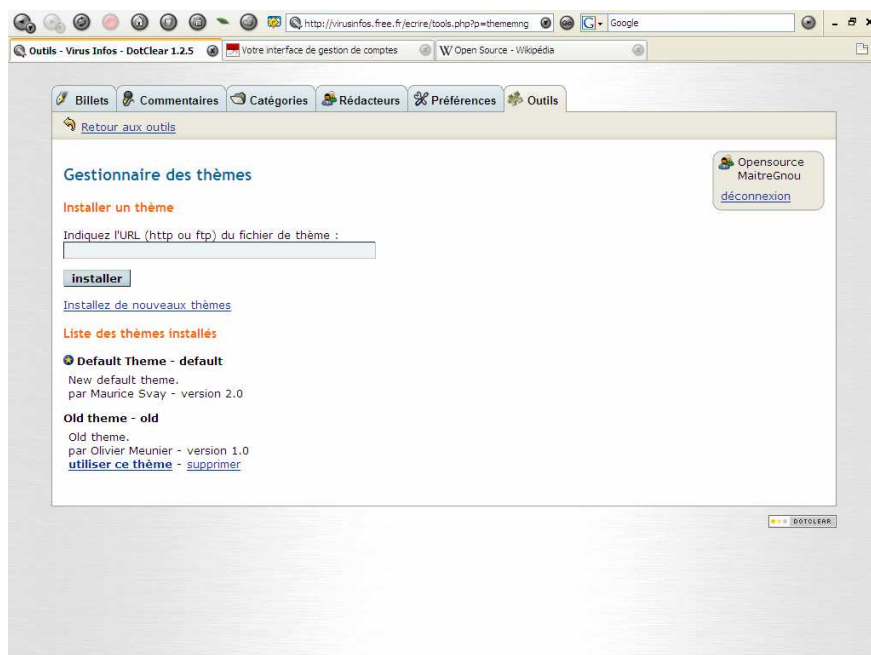 http://virusinfos.free.fr/ecrire/tools.php?p=thememng
G Google
Outils - Virus Infos - DotClear 1.2.5
Votre interface de gestion de comptes
W Open Source - Wikipédia
Billets
Commentaires
Catégories
Rédacteurs
Préférences
Outils
Retour aux outils
Opensource
MaitreGnou
déconnexion
Gestionnaire des thèmes
Installer un thème
Indiquez l'URL (http ou ftp) du fichier de thème :
installer
Installez de nouveaux thèmes
Liste des thèmes installés
Default Theme - default
New default theme.
par Maurice Svay - version 2.0
Old theme - old
Old theme.
par Olivier Meunier - version 1.0
utiliser ce thème - supprimer
DOTCLEAR